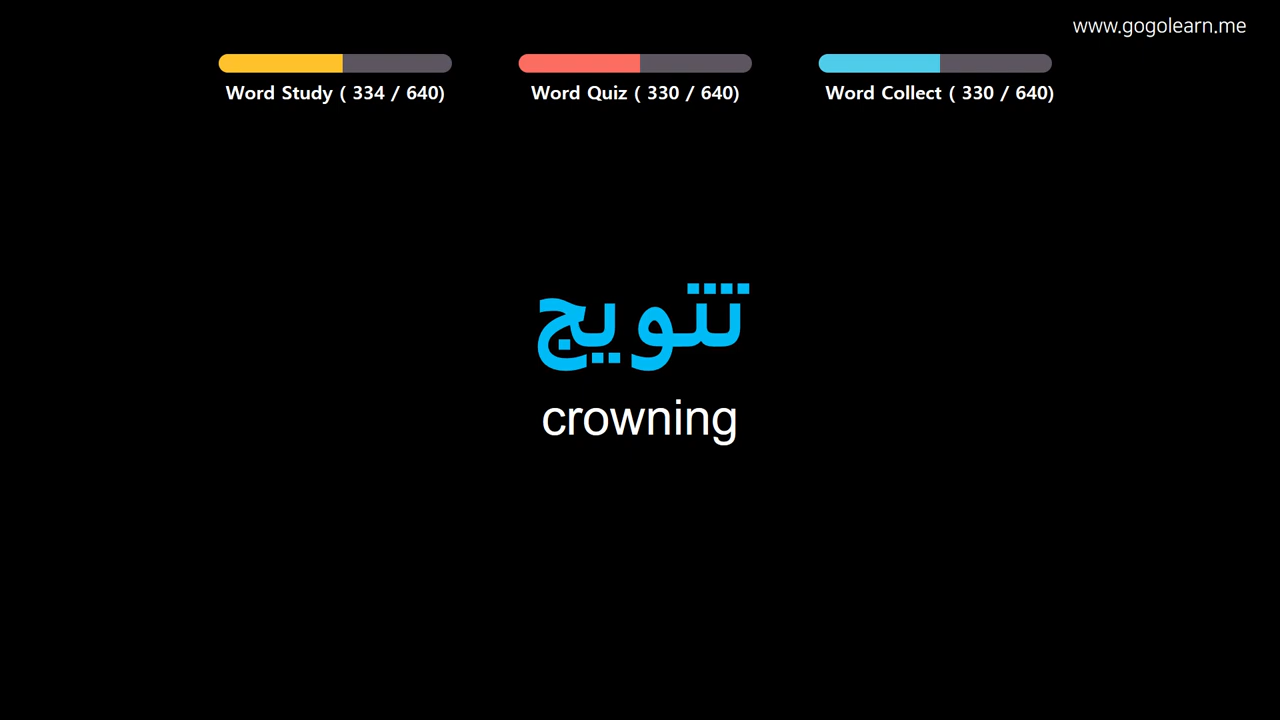 www.gogolearn.me
Word Study ( 334 / 640)
Word Quiz ( 330 / 640)
Word Collect ( 330 / 640)
تتويج
crowning